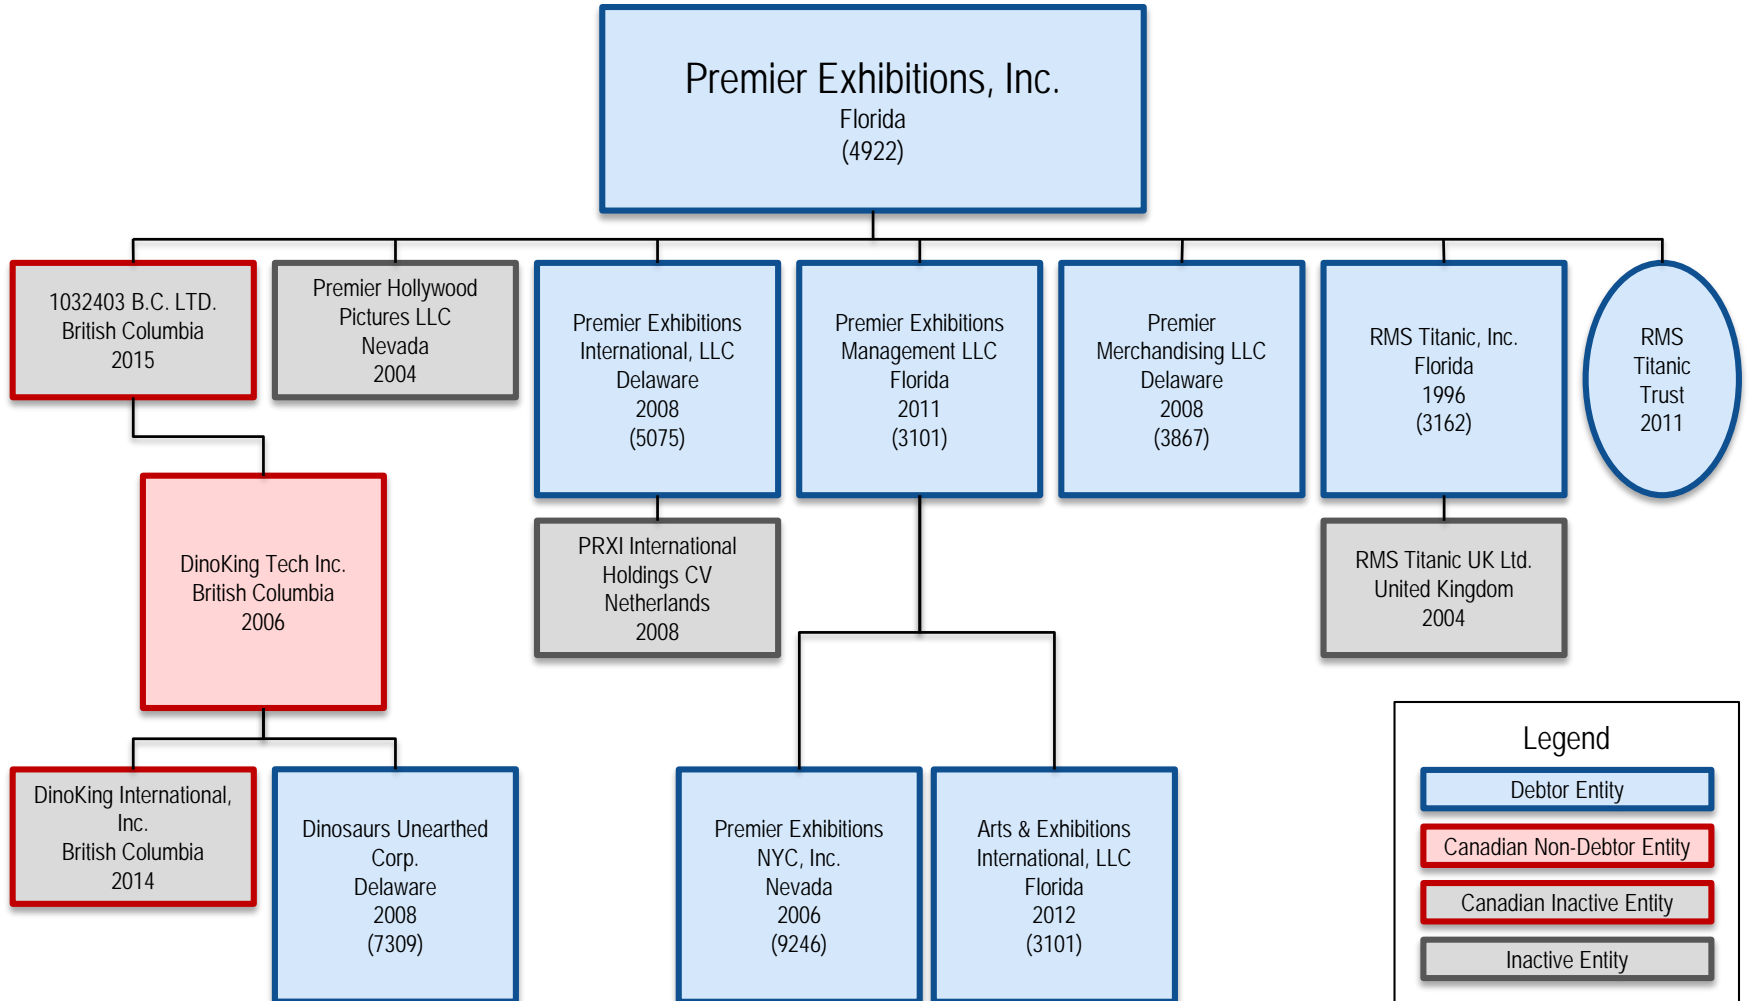 Premier Exhibitions, Inc.
Florida
(4922)
1032403 B.C. LTD.
British Columbia
2015
Premier Hollywood
Pictures LLC
Nevada
2004
Premier Exhibitions
International, LLC
Delaware
2008
(5075)
Premier Exhibitions
Management LLC
Florida
2011
(3101)
Premier
Merchandising LLC
Delaware
2008
(3867)
RMS Titanic, Inc.
Florida
1996
(3162)
RMS
Titanic
Trust
2011
DinoKing Tech Inc.
British Columbia
2006
PRXI International
Holdings CV
Netherlands
2008
RMS Titanic UK Ltd.
United Kingdom
2004
DinoKing International,
Inc.
British Columbia
2014
Dinosaurs Unearthed
Corp.
Delaware
2008
(7309)
Premier Exhibitions
NYC, Inc.
Nevada
2006
(9246)
Arts & Exhibitions
International, LLC
Florida
2012
(3101)
Legend
Debtor Entity
Canadian Non-Debtor Entity
Canadian Inactive Entity
Inactive Entity